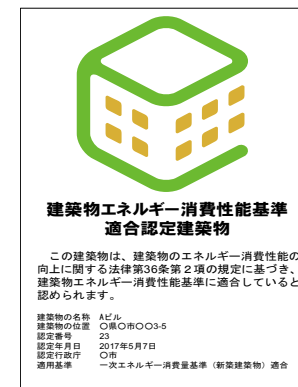 建築物エネルギー消費性能基準
適合認定建築物
この建築物は、建築物のエネルギー消費性能の
向上に関する法律第36条第２項の規定に基づき、
建築物エネルギー消費性能基準に適合していると
認められます。
建築物の名称 Aビル
建築物の位置 〇県〇市〇〇3-5
認定番号 23
認定年月日 2017年5月7日
認定行政庁 〇市
適用基準 一次エネルギー消費量基準（新築建築物）適合